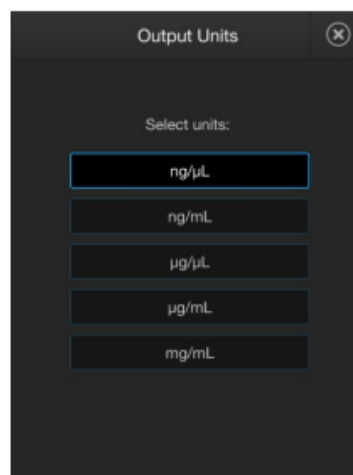 Output Units
Select units:
ng/µL
ng/mL
µg/µL
µg/mL
mg/mL